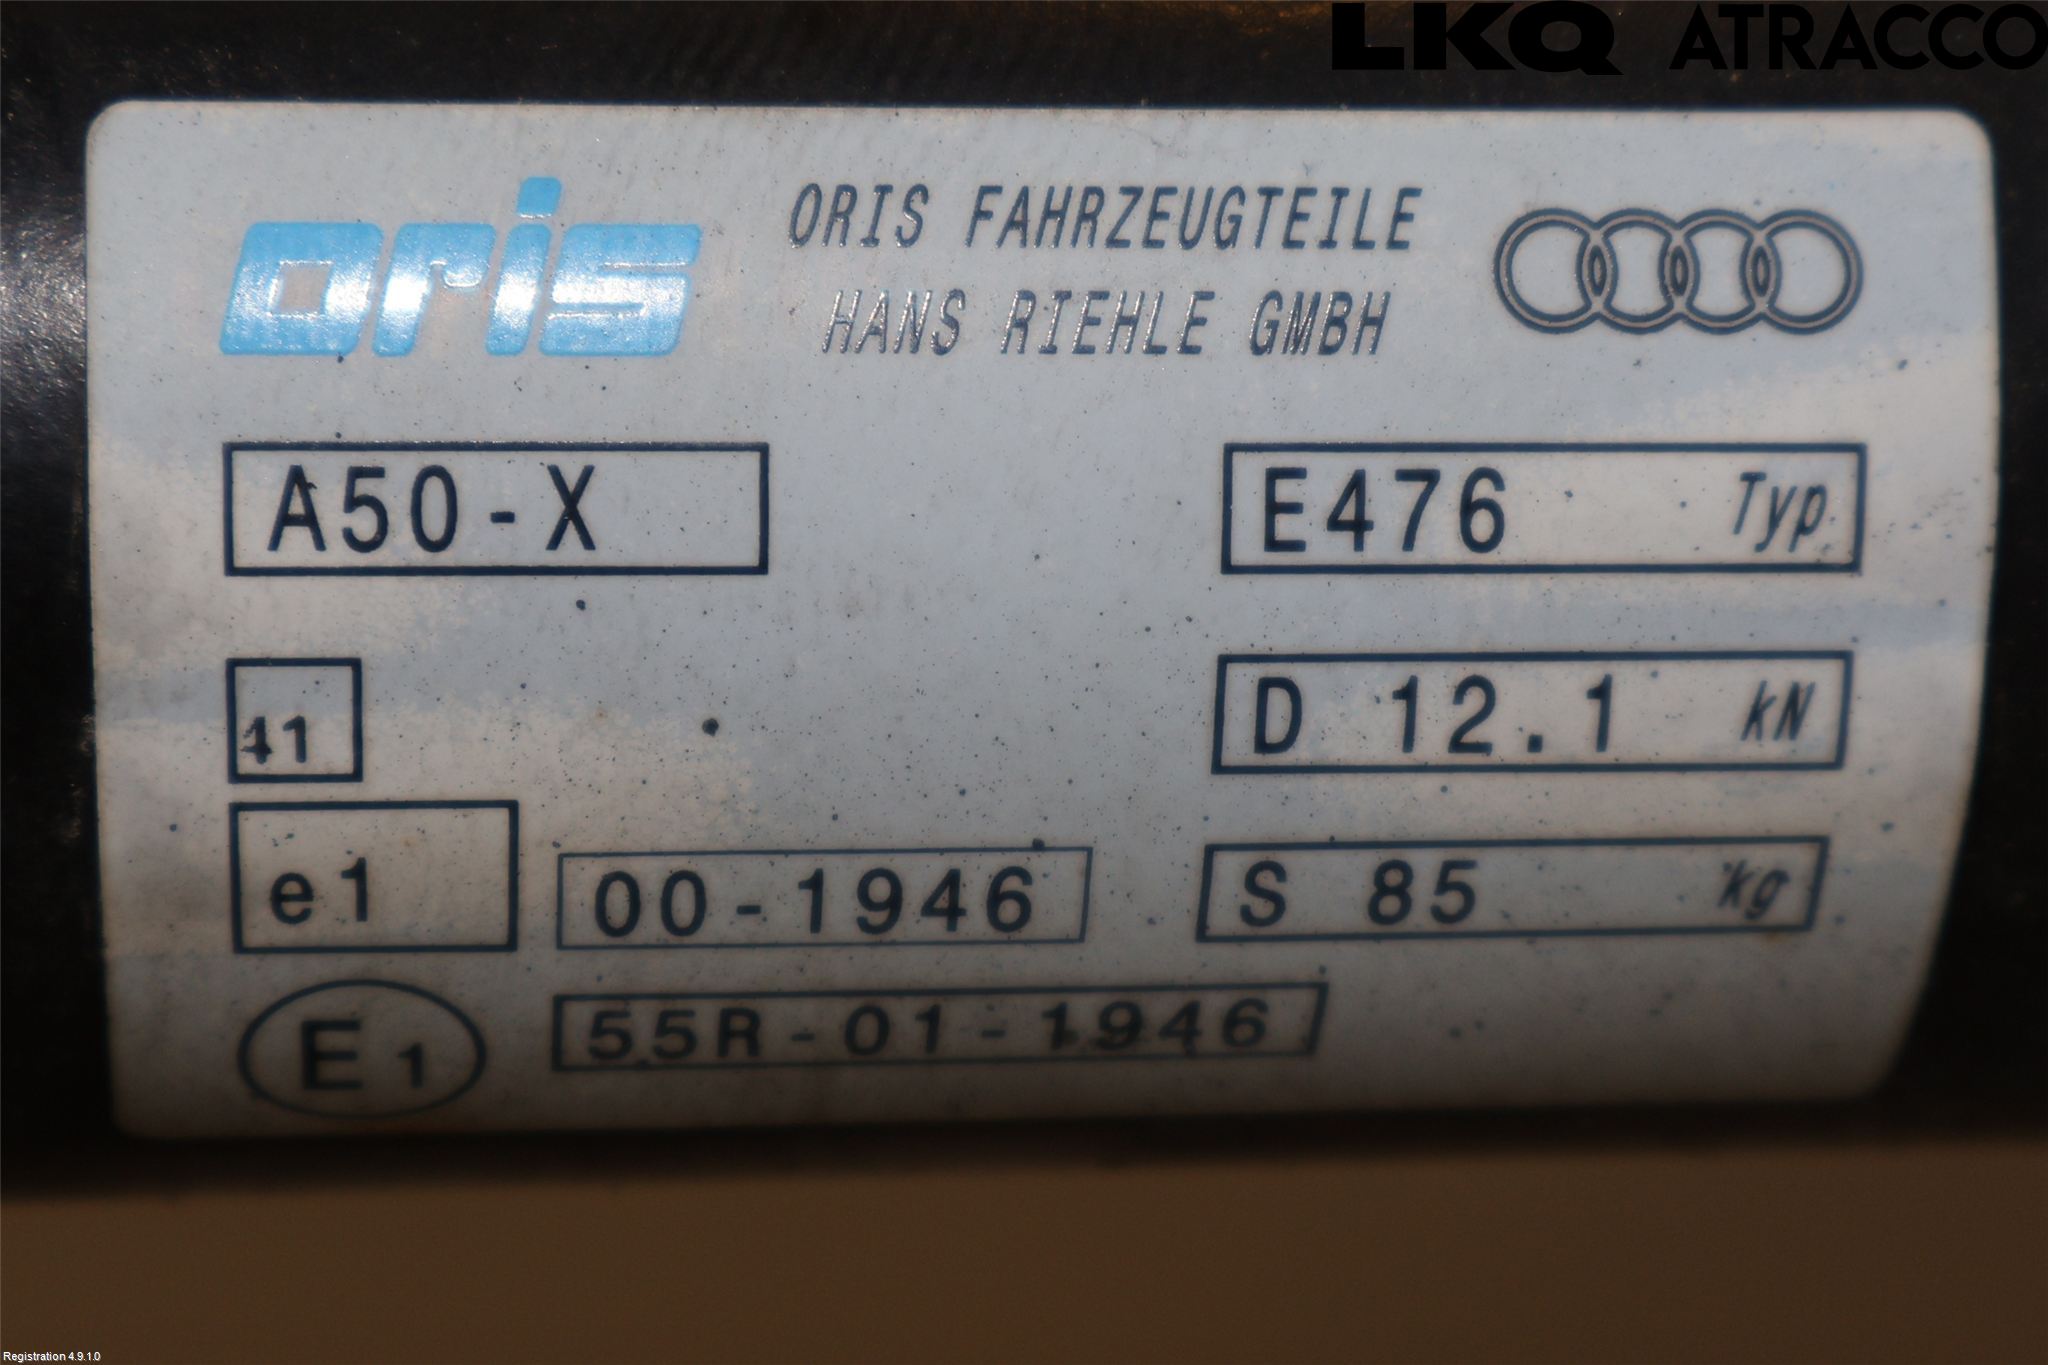 LKQ ATRACCO
oris
ORIS FAHRZEUGTEILE
HANS RIEHLE GMBH
A50-X
E476 Typ
41
D 12.1 kN
e1
00-1946
S 85 kg
E1
55R-01-1946
Registration 4.9.1.0